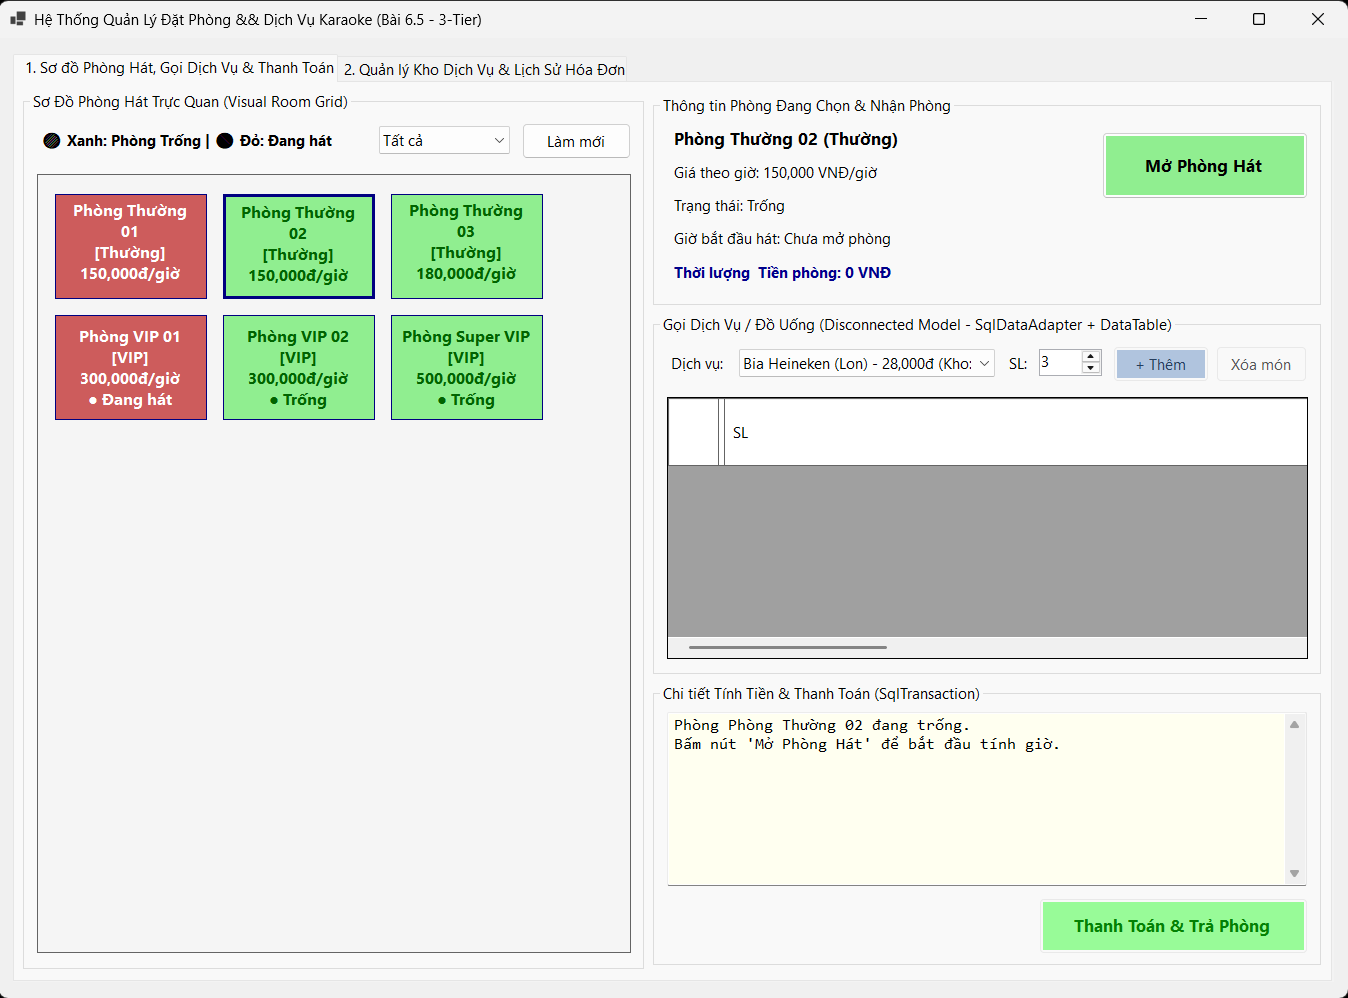 Hệ Thống Quản Lý Đặt Phòng && Dịch Vụ Karaoke (Bài 6.5 - 3-Tier)
1. Sơ đồ Phòng Hát, Gọi Dịch Vụ & Thanh Toán
2. Quản lý Kho Dịch Vụ & Lịch Sử Hóa Đơn
Sơ Đồ Phòng Hát Trực Quan (Visual Room Grid)
Xanh: Phòng Trống | Đỏ: Đang hát
Tất cả
Làm mới
Phòng Thường
01
[Thường]
150,000đ/giờ
Phòng Thường
02
[Thường]
150,000đ/giờ
Phòng Thường
03
[Thường]
180,000đ/giờ
Phòng VIP 01
[VIP]
300,000đ/giờ
● Đang hát
Phòng VIP 02
[VIP]
300,000đ/giờ
● Trống
Phòng Super VIP
[VIP]
500,000đ/giờ
● Trống
Thông tin Phòng Đang Chọn & Nhận Phòng
Phòng Thường 02 (Thường)
Giá theo giờ: 150,000 VNĐ/giờ
Trạng thái: Trống
Giờ bắt đầu hát: Chưa mở phòng
Thời lượng Tiền phòng: 0 VNĐ
Mở Phòng Hát
Gọi Dịch Vụ / Đồ Uống (Disconnected Model - SqlDataAdapter + DataTable)
Dịch vụ:
Bia Heineken (Lon) - 28,000đ (Kho:
SL:
3
+ Thêm
Xóa món
SL
Chi tiết Tính Tiền & Thanh Toán (SqlTransaction)
Phòng Phòng Thường 02 đang trống.
Bấm nút 'Mở Phòng Hát' để bắt đầu tính giờ.
Thanh Toán & Trả Phòng